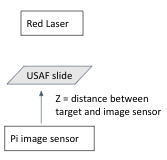 Red Laser
USAF slide
Z = distance between
target and image sensor
Pi image sensor